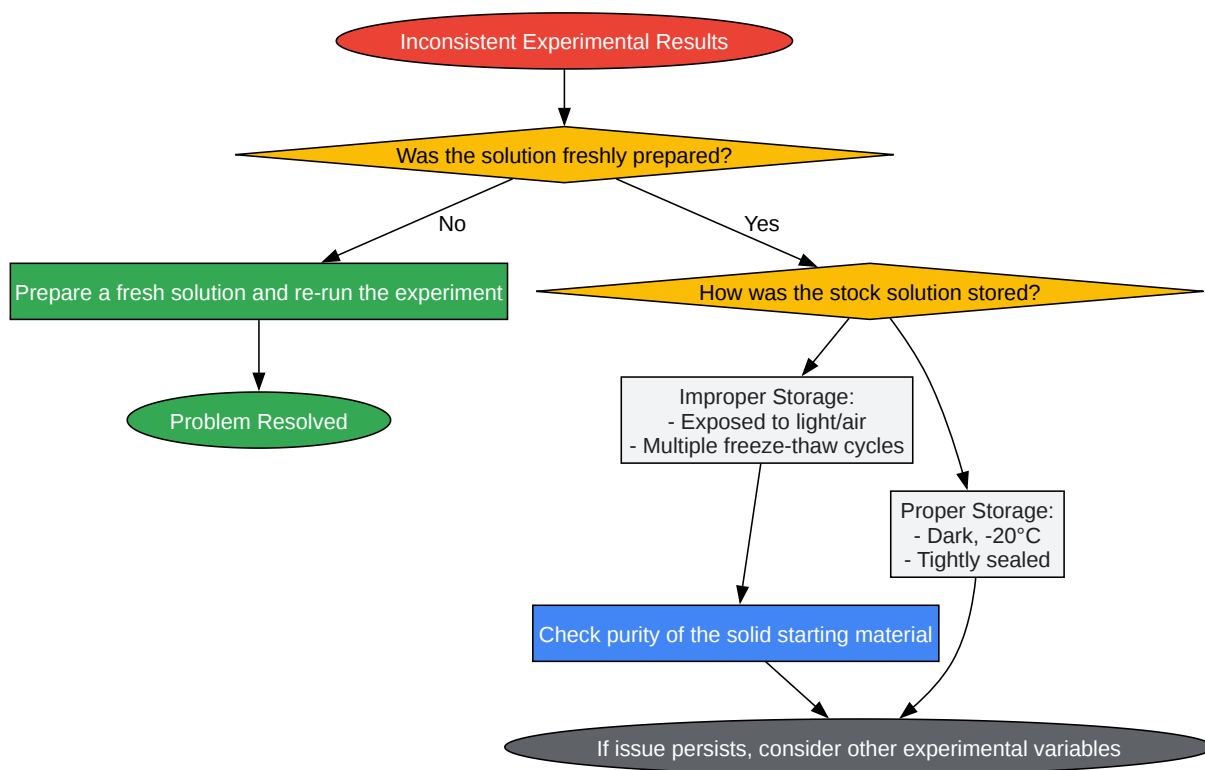 Inconsistent Experimental Results
Was the solution freshly prepared?
No
Yes
Prepare a fresh solution and re-run the experiment
How was the stock solution stored?
Problem Resolved
Improper Storage:
- Exposed to light/air
- Multiple freeze-thaw cycles
Proper Storage:
- Dark, -20°C
- Tightly sealed
Check purity of the solid starting material
If issue persists, consider other experimental variables